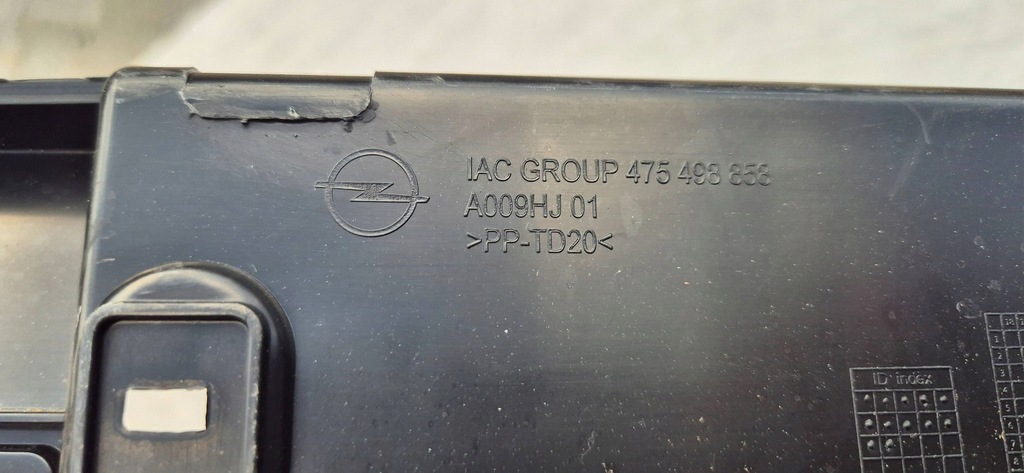 IAC GROUP 475 498 858
A009HJ 01
>PP-TD20<
ID index